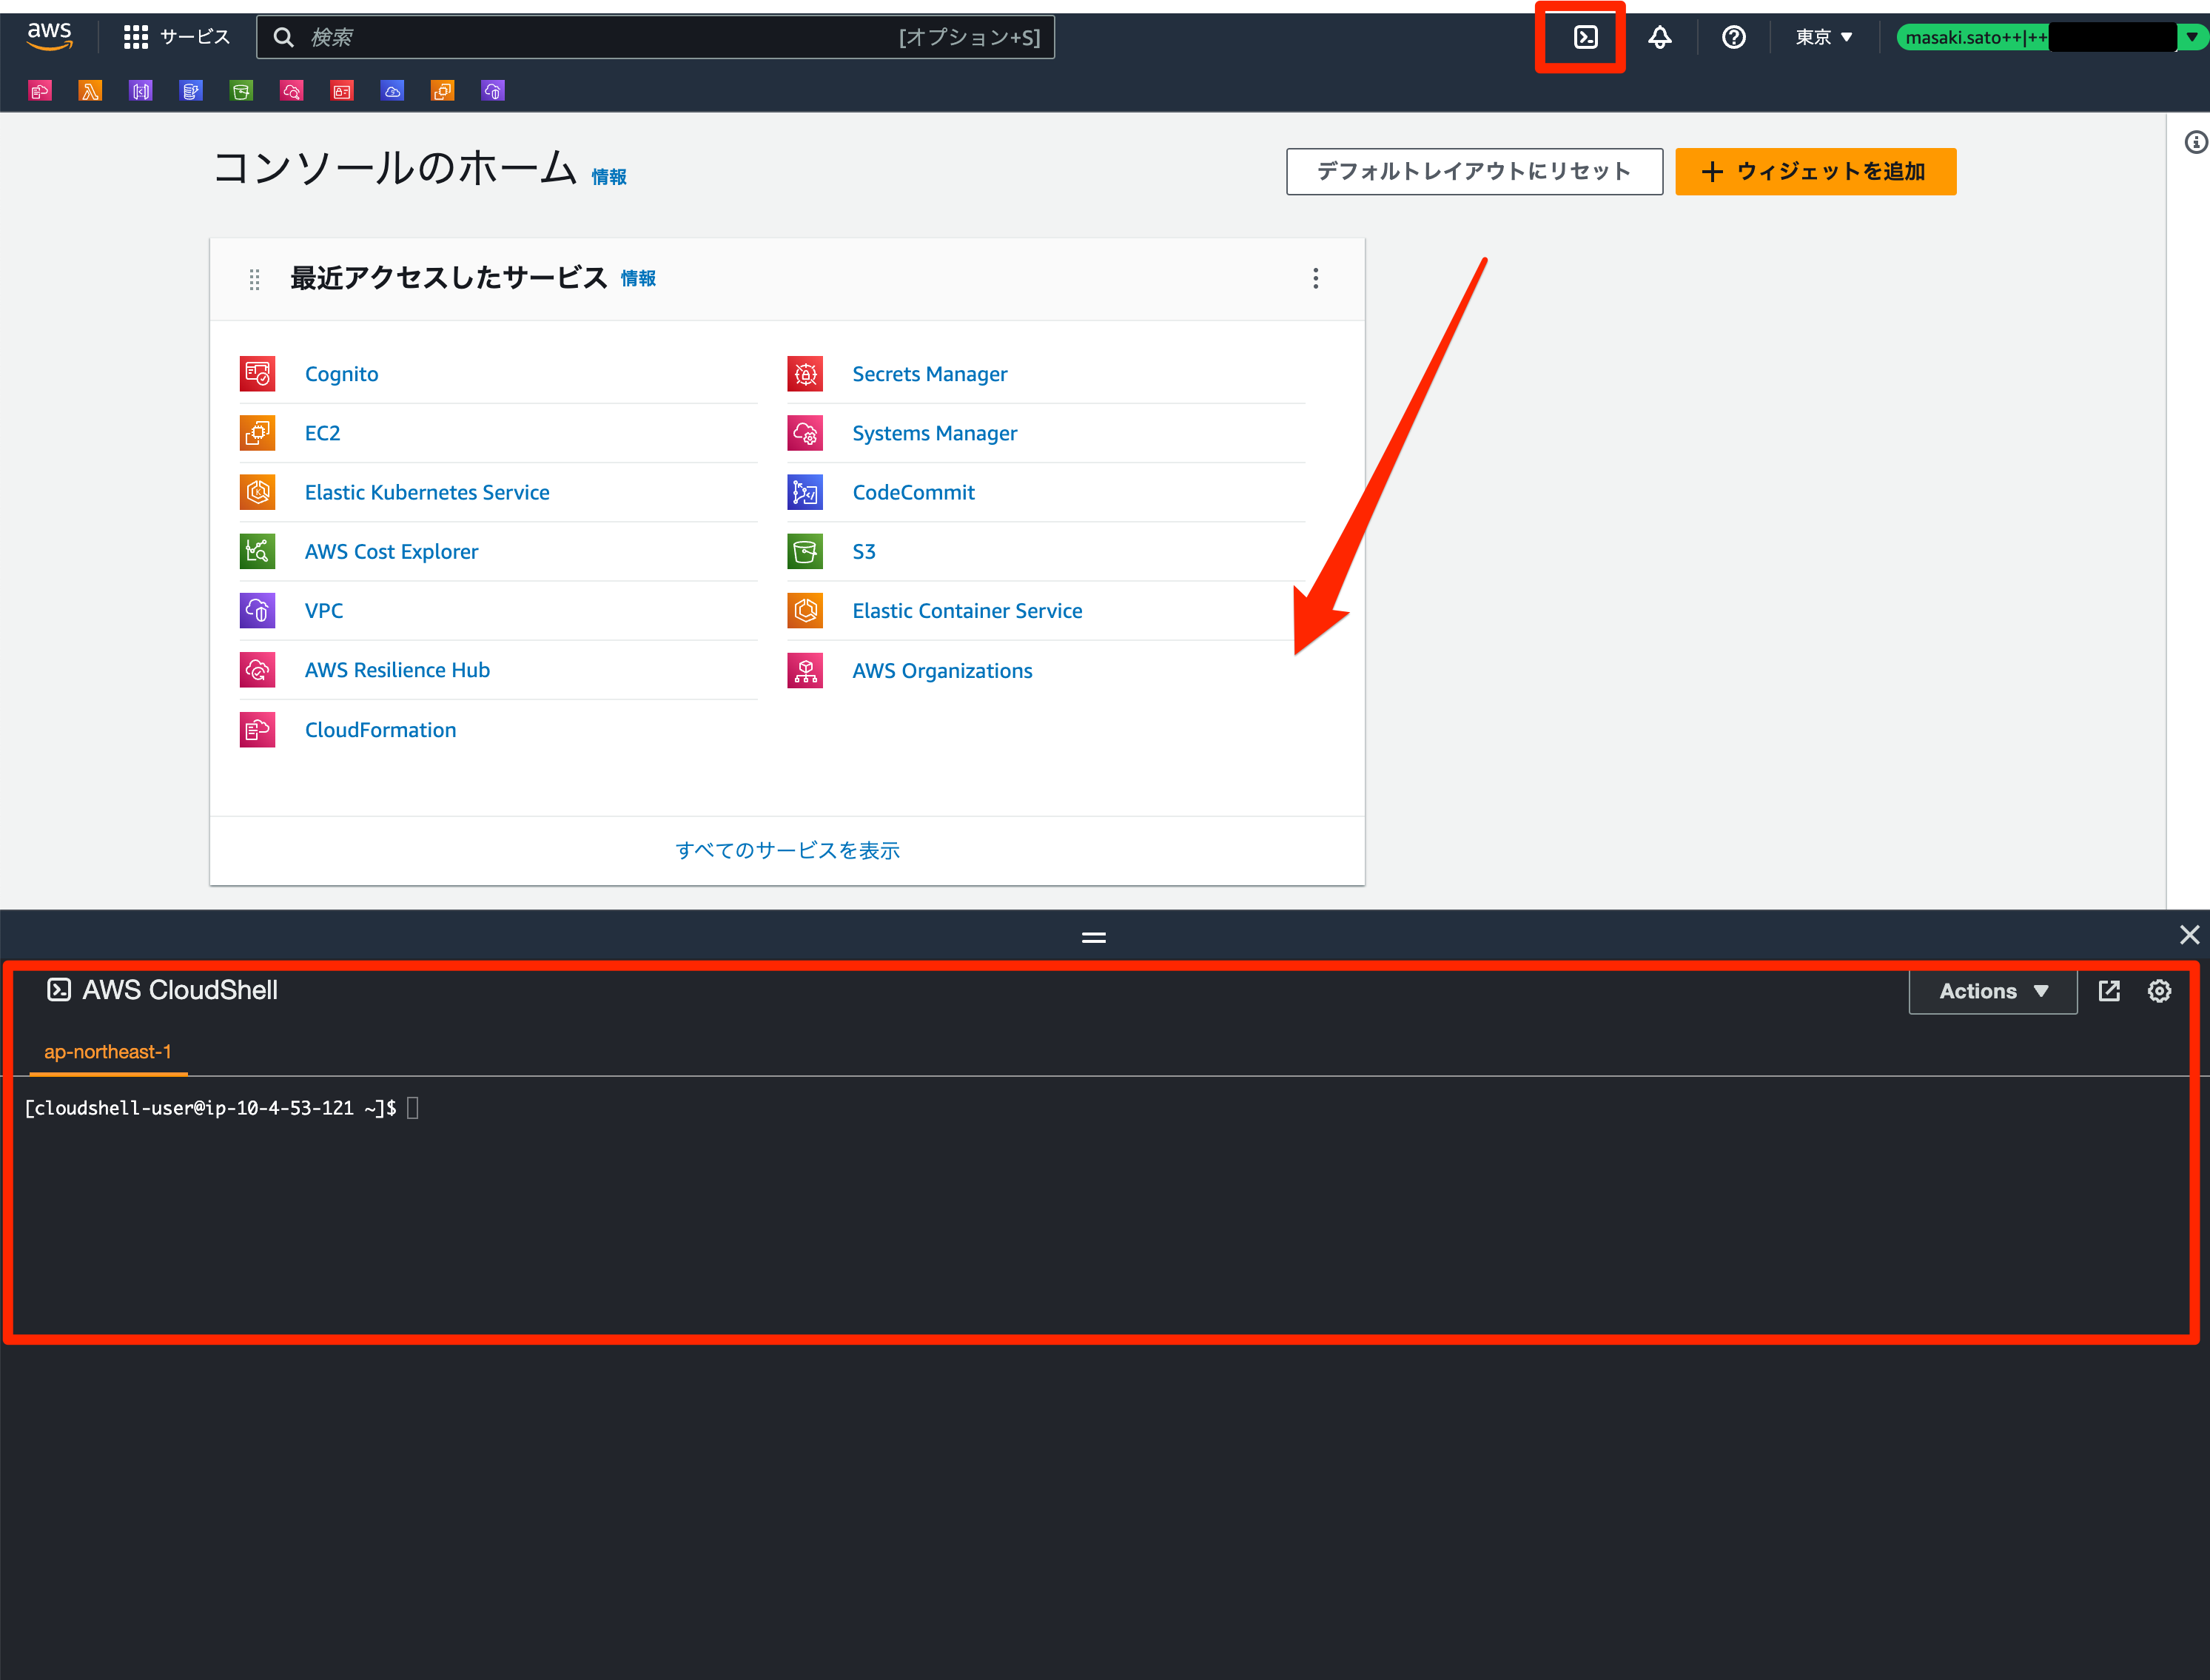 aws サービス 検索 [オプション+S] 東京 masaki.sato++|++
コンソールのホーム 情報 デフォルトレイアウトにリセット ウィジェットを追加
最近アクセスしたサービス 情報
Cognito Secrets Manager
EC2 Systems Manager
Elastic Kubernetes Service CodeCommit
AWS Cost Explorer S3
VPC Elastic Container Service
AWS Resilience Hub AWS Organizations
CloudFormation
すべてのサービスを表示
AWS CloudShell Actions
ap-northeast-1
[cloudshell-user@ip-10-4-53-121 ~]$